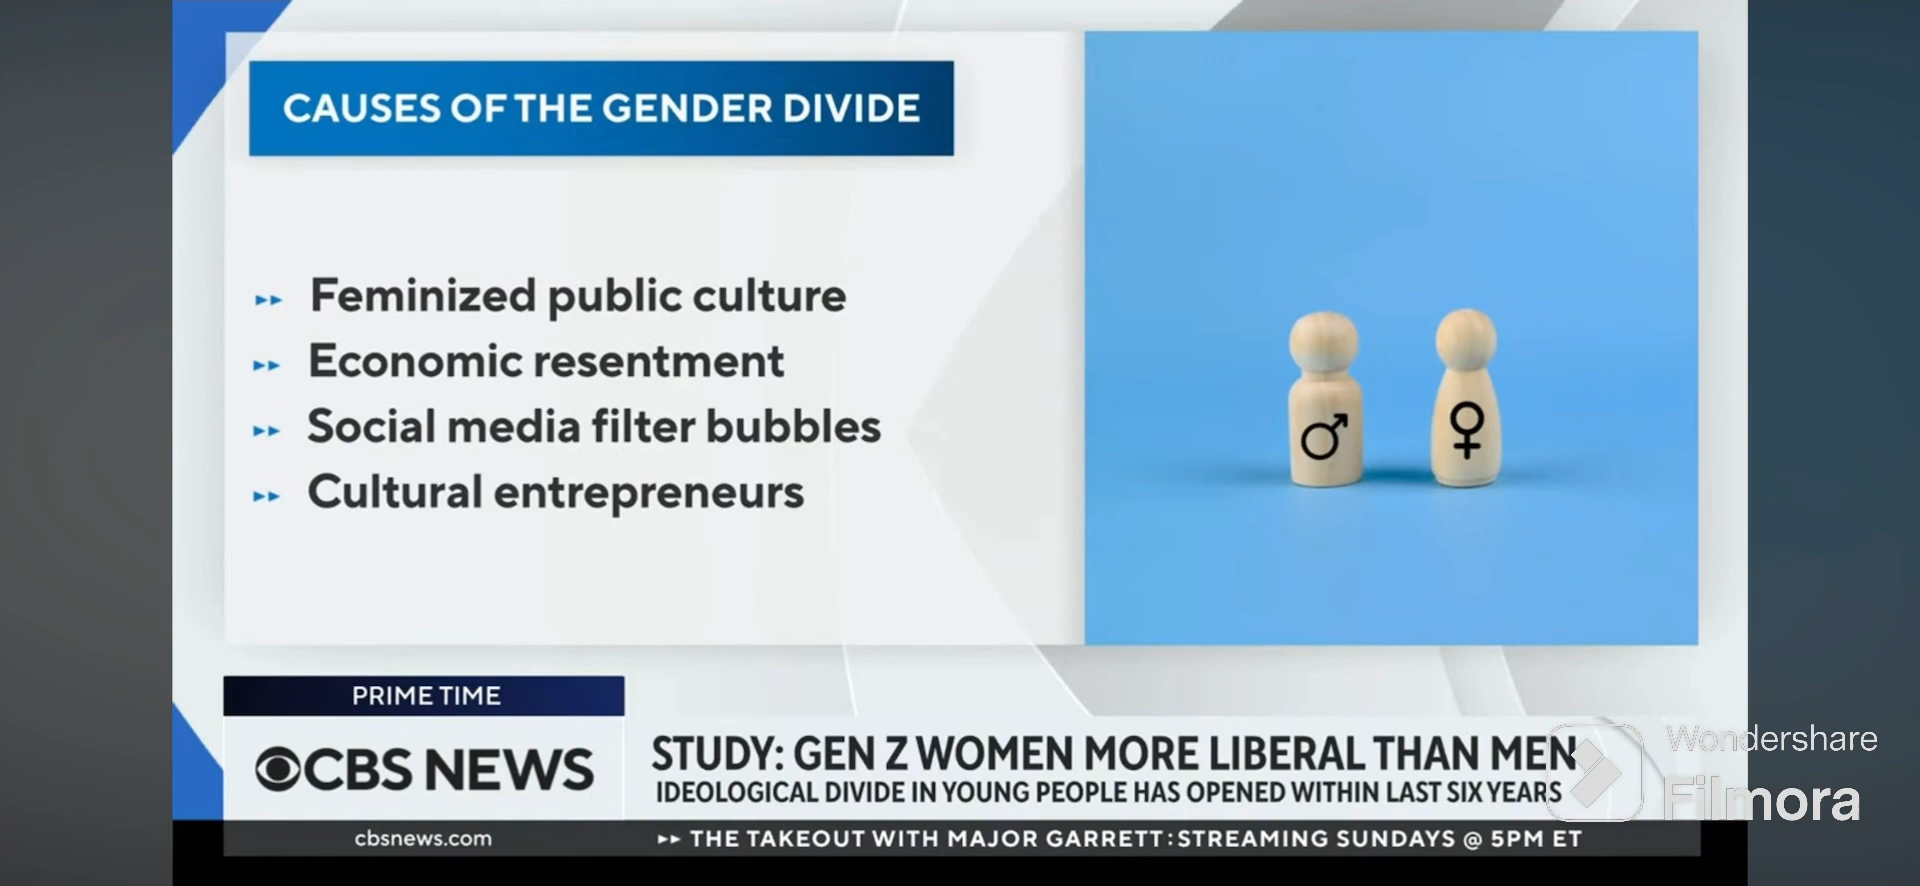 CAUSES OF THE GENDER DIVIDE
Feminized public culture
Economic resentment
Social media filter bubbles
Cultural entrepreneurs
PRIME TIME
CBS NEWS
STUDY: GEN Z WOMEN MORE LIBERAL THAN MEN
IDEOLOGICAL DIVIDE IN YOUNG PEOPLE HAS OPENED WITHIN LAST SIX YEARS
cbsnews.com
THE TAKEOUT WITH MAJOR GARRETT: STREAMING SUNDAYS @ 5PM ET
Wondershare
Filmora